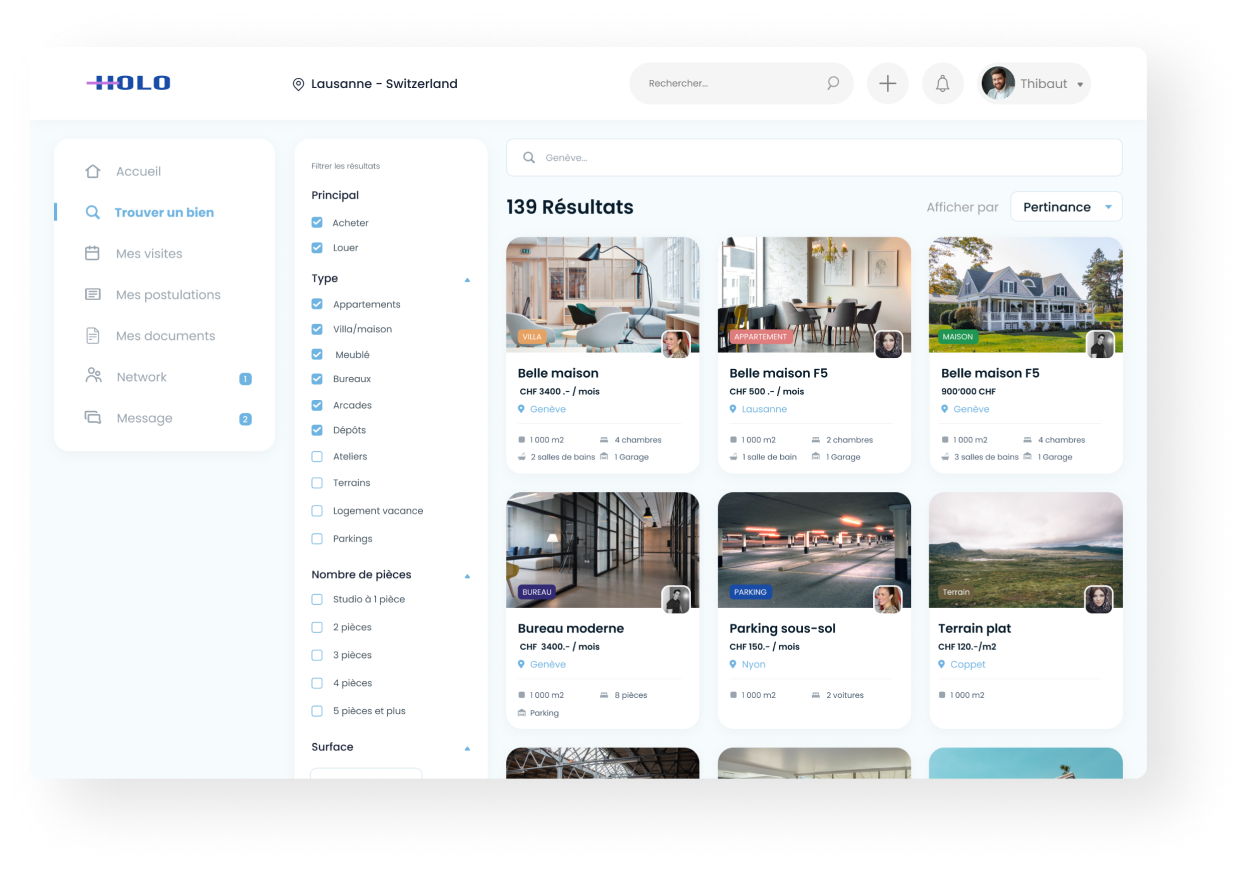 HOLO
Lausanne - Switzerland
Rechercher...
Thibaut
Accueil
Trouver un bien
Mes visites
Mes postulations
Mes documents
Network 1
Message 2
Filtrer les résultats
Principal
Acheter
Louer
Type
Appartements
Villa/maison
Meublé
Bureaux
Arcades
Dépôts
Ateliers
Terrains
Logement vacance
Parkings
Nombre de pièces
Studio à 1 pièce
2 pièces
3 pièces
4 pièces
5 pièces et plus
Surface
Genève...
139 Résultats
Afficher par Pertinance
VILLA
Belle maison
CHF 3400 .- / mois
Genève
1 000 m2 4 chambres
2 salles de bains 1 Garage
APPARTEMENT
Belle maison F5
CHF 500 .- / mois
Lausanne
1 000 m2 2 chambres
1 salle de bain 1 Garage
MAISON
Belle maison F5
900'000 CHF
Genève
1 000 m2 4 chambres
3 salles de bains 1 Garage
BUREAU
Bureau moderne
CHF 3400.- / mois
Genève
1 000 m2 8 pièces
Parking
PARKING
Parking sous-sol
CHF 150.- / mois
Nyon
1 000 m2 2 voitures
Terrain
Terrain plat
CHF 120.-/m2
Coppet
1 000 m2